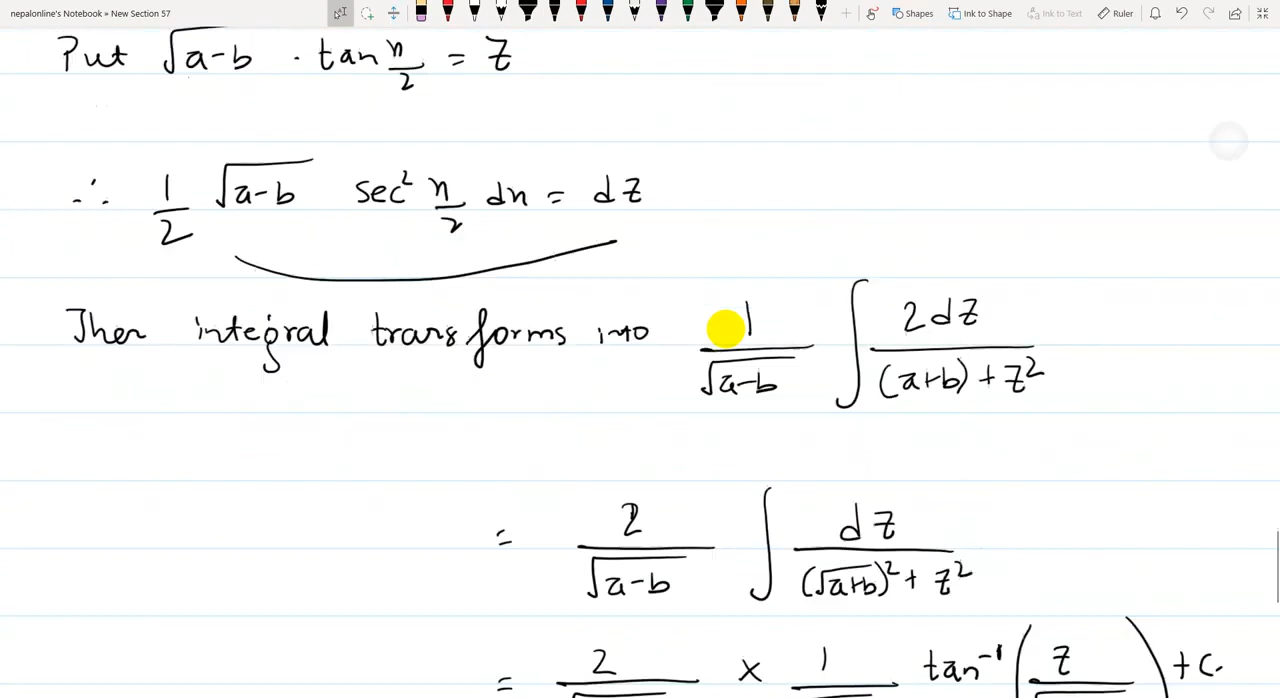 nepalonline's Notebook » New Section 57
Shapes Ink to Shape Ink to Text Ruler
Put √(a-b) · tan x/2 = z
∴ 1/2 √(a-b) sec² x/2 dx = dz
Then integral transforms into 1/√(a-b) ∫ 2dz/((a+b) + z²)
= 2/√(a-b) ∫ dz/((√(a+b))² + z²)
= 2/√ × 1/√ tan⁻¹ (z/√) + c.